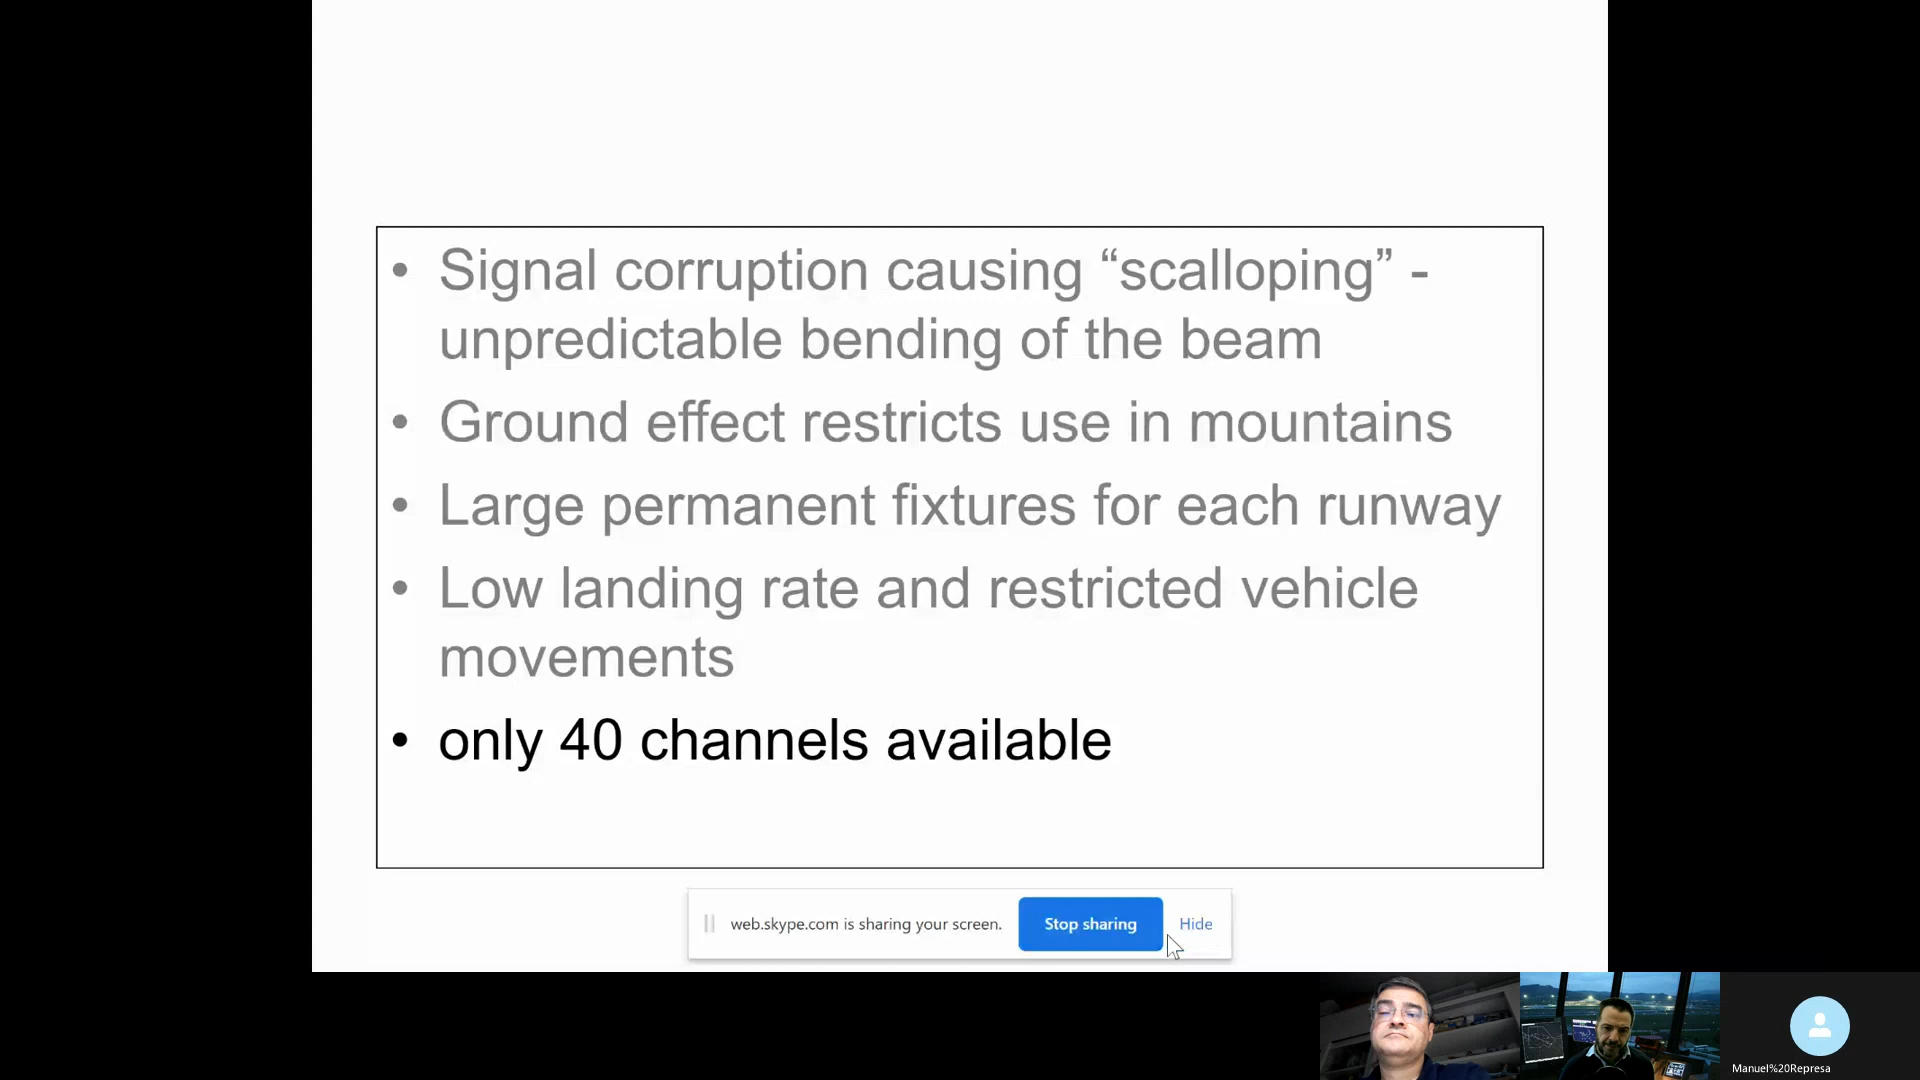 • Signal corruption causing “scalloping” -
unpredictable bending of the beam
• Ground effect restricts use in mountains
• Large permanent fixtures for each runway
• Low landing rate and restricted vehicle
movements
• only 40 channels available
web.skype.com is sharing your screen. Stop sharing Hide
Manuel%20Represa